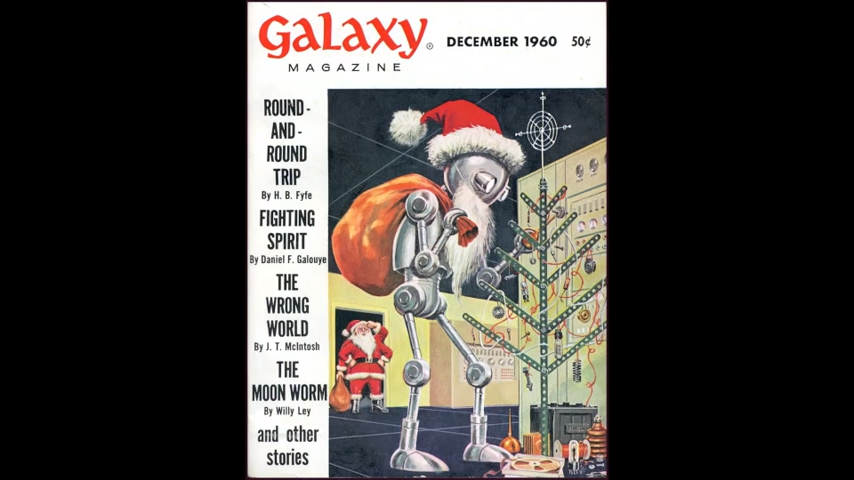 GaLaxy®
DECEMBER 1960 50¢
MAGAZINE
ROUND-
AND-
ROUND
TRIP
By H. B. Fyfe
FIGHTING
SPIRIT
By Daniel F. Galouye
THE
WRONG
WORLD
By J. T. McIntosh
THE
MOON WORM
By Willy Ley
and other
stories